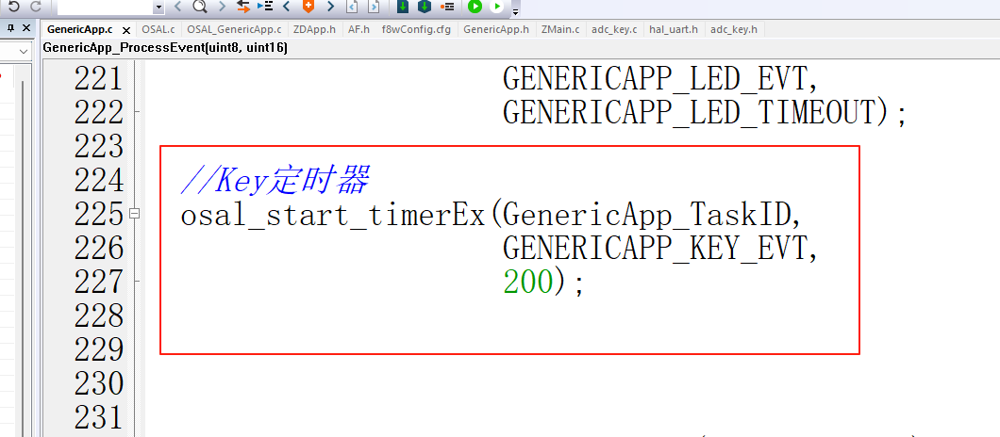 GenericApp.c × OSAL.c OSAL_GenericApp.c ZDApp.h AF.h f8wConfig.cfg GenericApp.h ZMain.c adc_key.c hal_uart.h adc_key.h
GenericApp_ProcessEvent(uint8, uint16)
221 GENERICAPP_LED_EVT,
222 GENERICAPP_LED_TIMEOUT);
223
224 //Key定时器
225 osal_start_timerEx(GenericApp_TaskID,
226 GENERICAPP_KEY_EVT,
227 200);
228
229
230
231